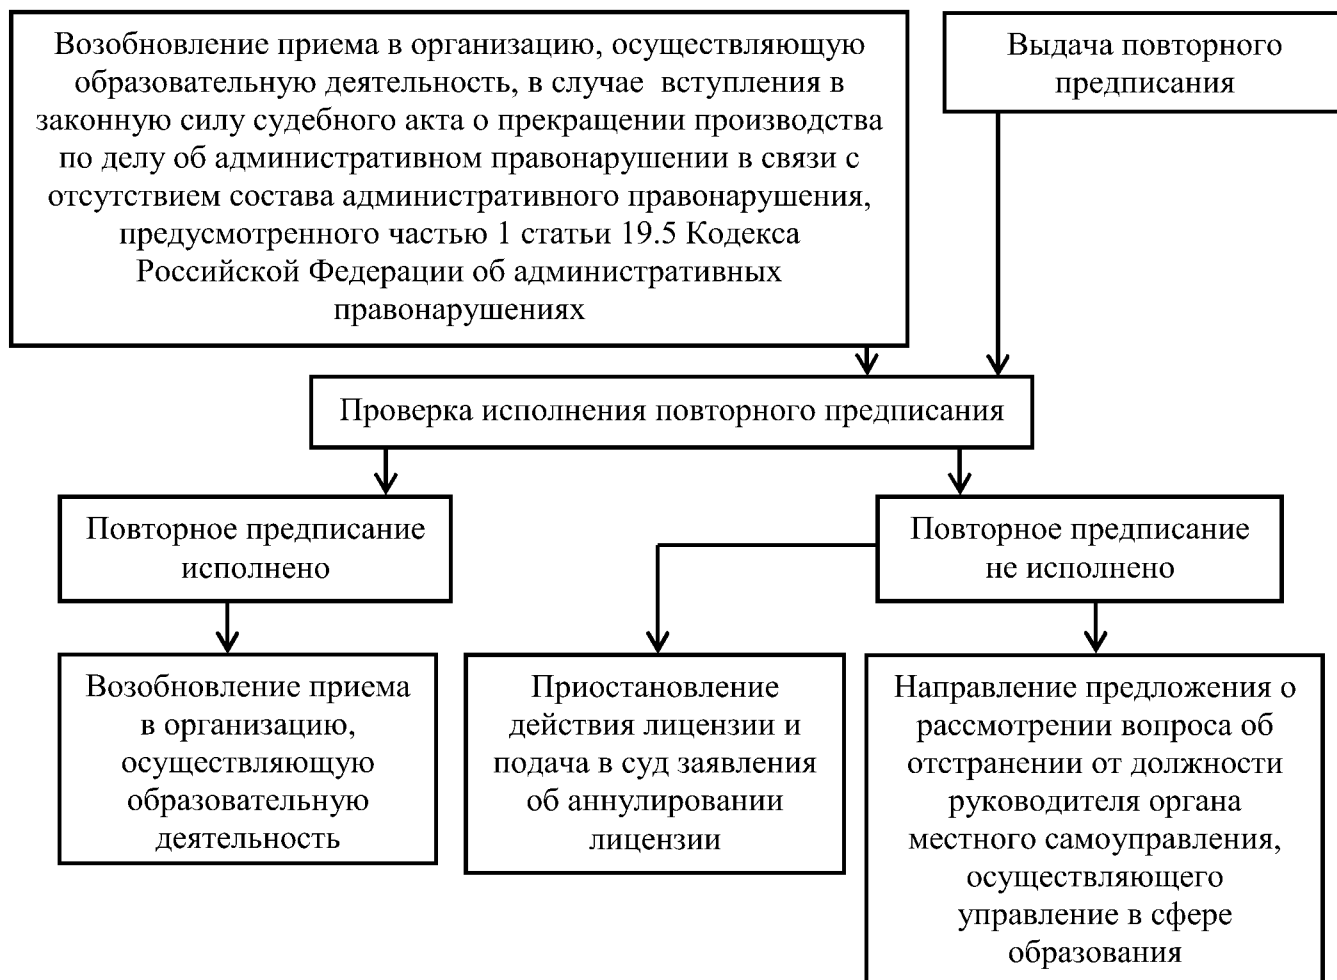 Возобновление приема в организацию, осуществляющую
образовательную деятельность, в случае вступления в
законную силу судебного акта о прекращении производства
по делу об административном правонарушении в связи с
отсутствием состава административного правонарушения,
предусмотренного частью 1 статьи 19.5 Кодекса
Российской Федерации об административных
правонарушениях
Выдача повторного
предписания
Проверка исполнения повторного предписания
Повторное предписание
исполнено
Повторное предписание
не исполнено
Возобновление приема
в организацию,
осуществляющую
образовательную
деятельность
Приостановление
действия лицензии и
подача в суд заявления
об аннулировании
лицензии
Направление предложения о
рассмотрении вопроса об
отстранении от должности
руководителя органа
местного самоуправления,
осуществляющего
управление в сфере
образования